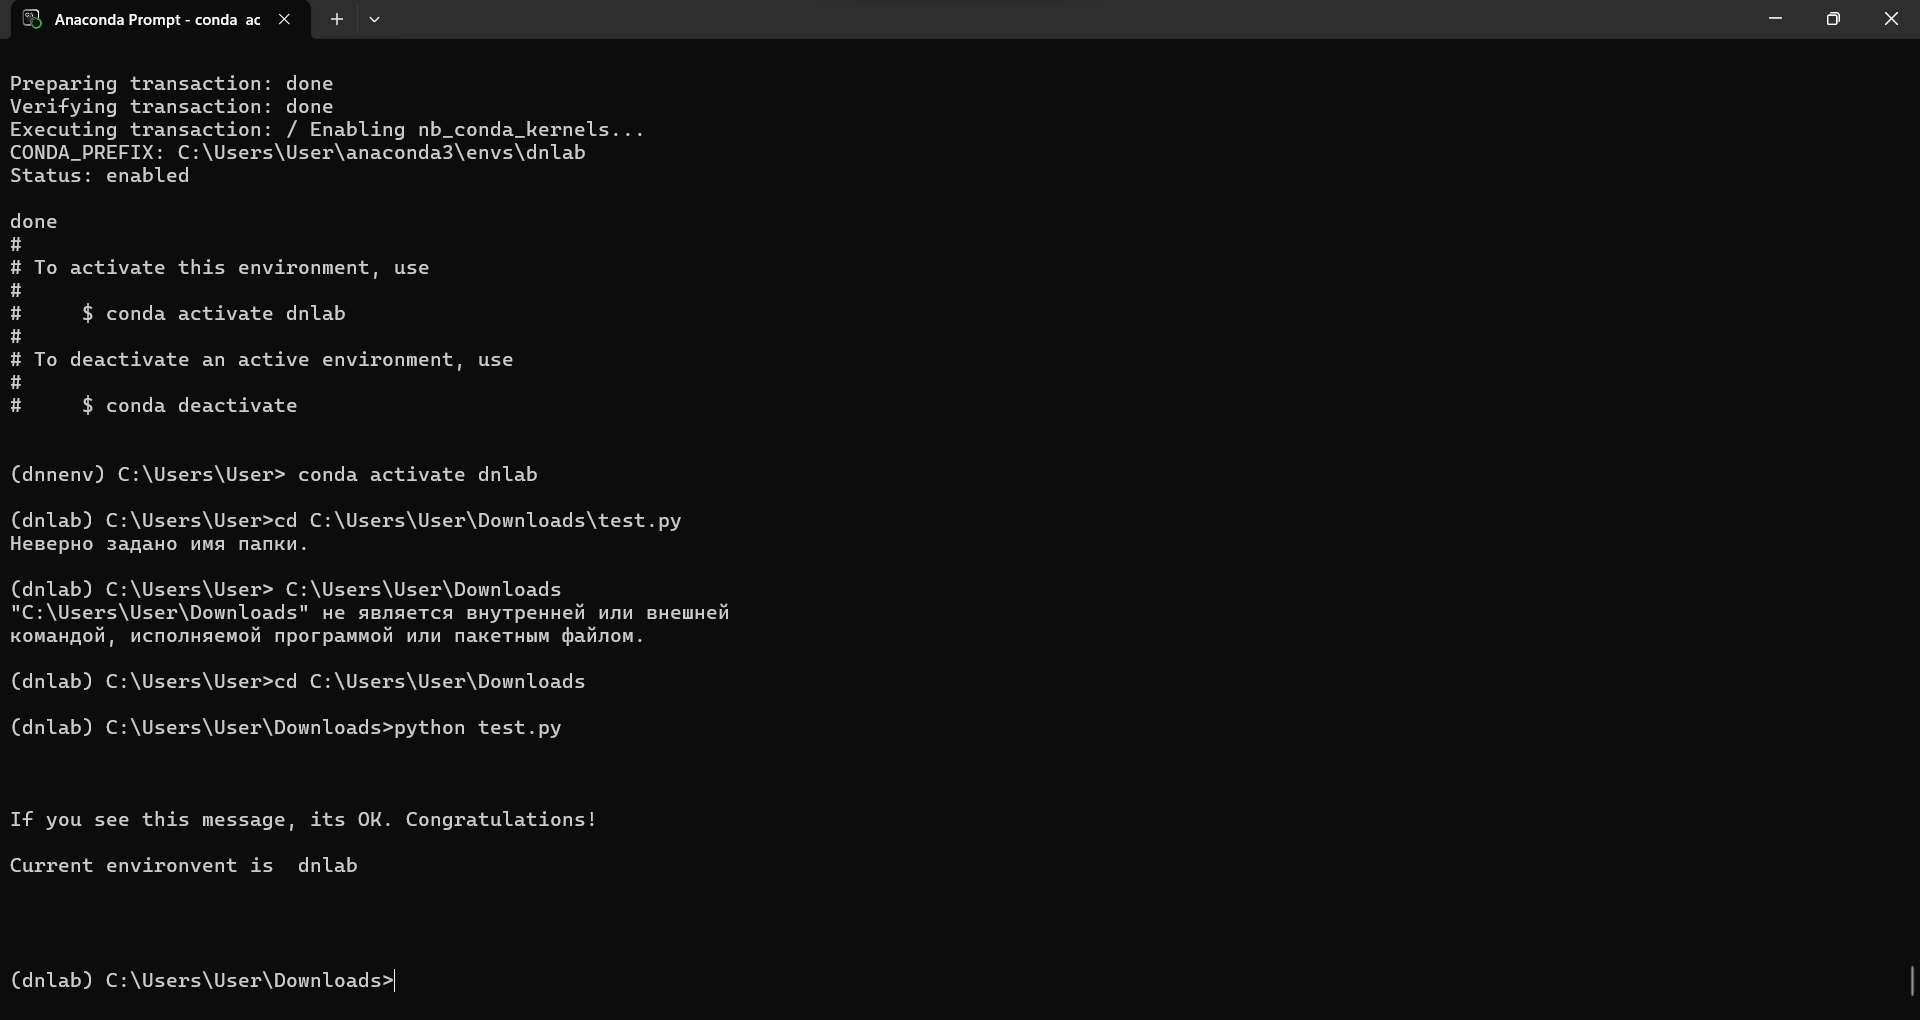 Anaconda Prompt - conda  ac
Preparing transaction: done
Verifying transaction: done
Executing transaction: / Enabling nb_conda_kernels...
CONDA_PREFIX: C:\Users\User\anaconda3\envs\dnlab
Status: enabled
done
#
# To activate this environment, use
#
#     $ conda activate dnlab
#
# To deactivate an active environment, use
#
#     $ conda deactivate
(dnnenv) C:\Users\User> conda activate dnlab
(dnlab) C:\Users\User>cd C:\Users\User\Downloads\test.py
Неверно задано имя папки.
(dnlab) C:\Users\User> C:\Users\User\Downloads
"C:\Users\User\Downloads" не является внутренней или внешней
командой, исполняемой программой или пакетным файлом.
(dnlab) C:\Users\User>cd C:\Users\User\Downloads
(dnlab) C:\Users\User\Downloads>python test.py
If you see this message, its OK. Congratulations!
Current environvent is  dnlab
(dnlab) C:\Users\User\Downloads>